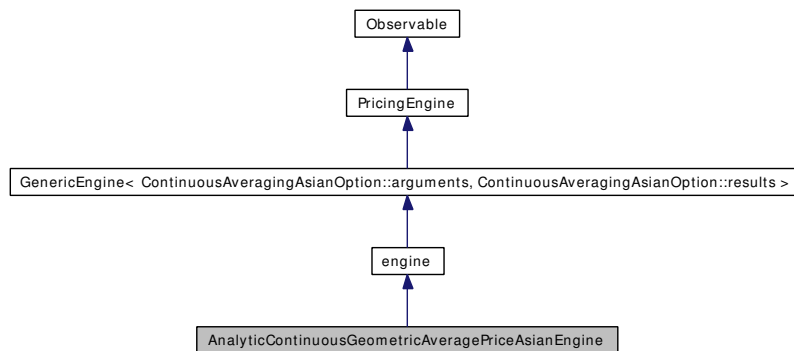 Observable
PricingEngine
GenericEngine< ContinuousAveragingAsianOption::arguments, ContinuousAveragingAsianOption::results >
engine
AnalyticContinuousGeometricAveragePriceAsianEngine